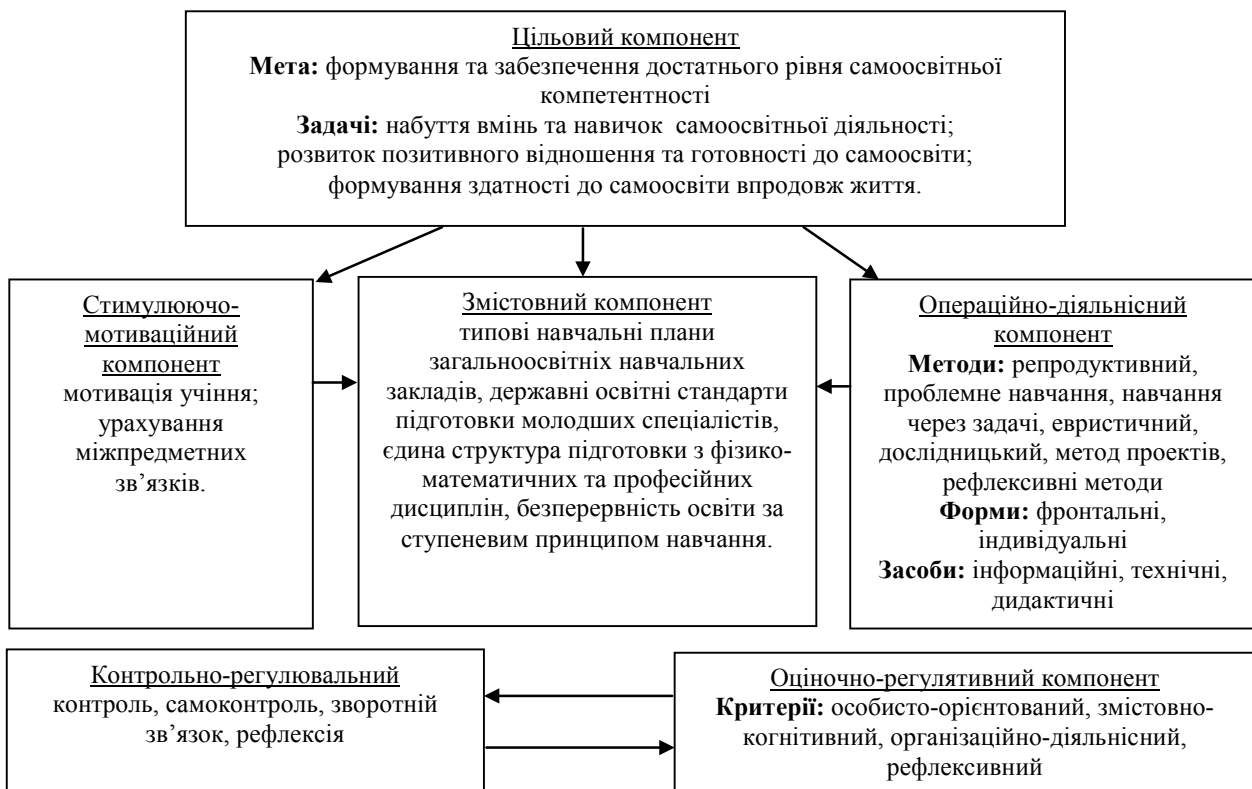 Цільовий компонент
Мета: формування та забезпечення достатнього рівня самоосвітньої
компетентності
Задачі: набуття вмінь та навичок самоосвітньої діяльності;
розвиток позитивного відношення та готовності до самоосвіти;
формування здатності до самоосвіти впродовж життя.
Стимулюючо-
мотиваційний
компонент
мотивація учіння;
урахування
міжпредметних
зв’язків.
Змістовний компонент
типові навчальні плани
загальноосвітніх навчальних
закладів, державні освітні стандарти
підготовки молодших спеціалістів,
єдина структура підготовки з фізико-
математичних та професійних
дисциплін, безперервність освіти за
ступеневим принципом навчання.
Операційно-діяльнісний
компонент
Методи: репродуктивний,
проблемне навчання, навчання
через задачі, евристичний,
дослідницький, метод проектів,
рефлексивні методи
Форми: фронтальні,
індивідуальні
Засоби: інформаційні, технічні,
дидактичні
Контрольно-регулювальний
контроль, самоконтроль, зворотній
зв’язок, рефлексія
Оціночно-регулятивний компонент
Критерії: особисто-орієнтований, змістовно-
когнітивний, організаційно-діяльнісний,
рефлексивний